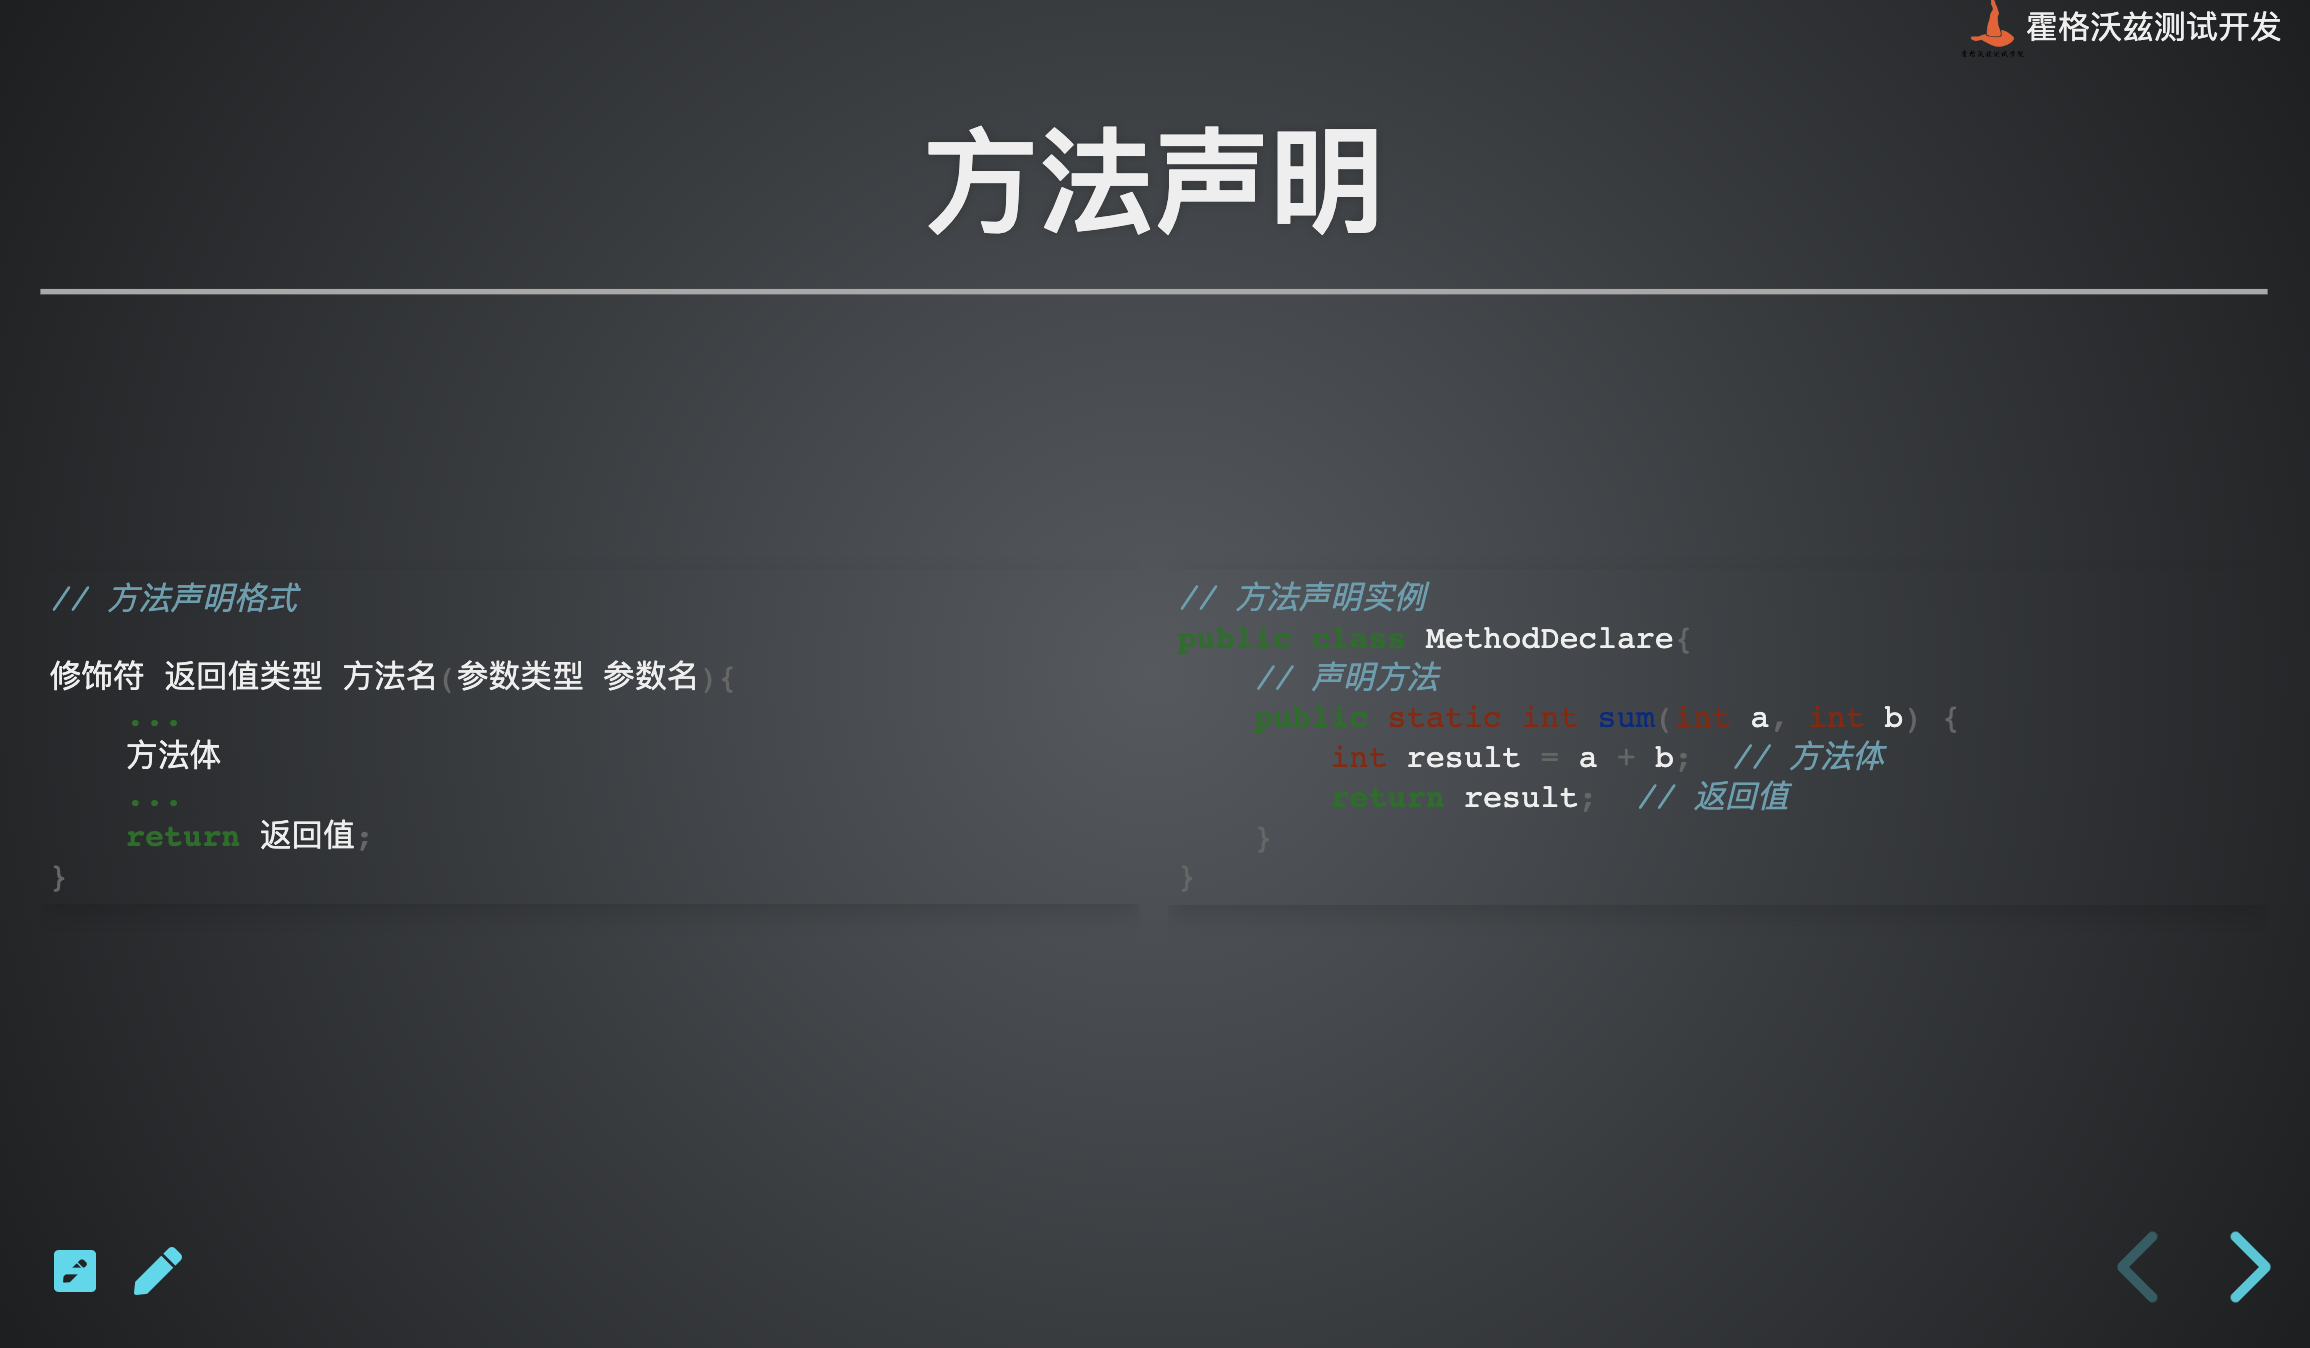 霍格沃兹测试开发
方法声明
// 方法声明格式
修饰符 返回值类型 方法名(参数类型 参数名){
    ...
    方法体
    ...
    return 返回值;
}
// 方法声明实例
public class MethodDeclare{
    // 声明方法
    public static int sum(int a, int b) {
        int result = a + b;  // 方法体
        return result;  // 返回值
    }
}